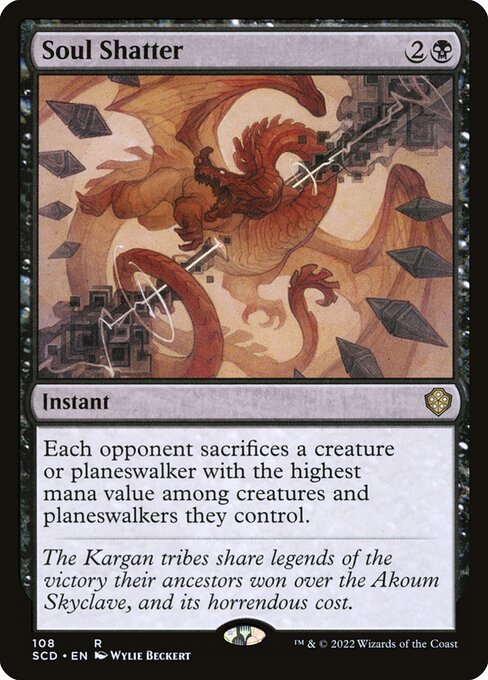 Soul Shatter 2
Instant
Each opponent sacrifices a creature
or planeswalker with the highest
mana value among creatures and
planeswalkers they control.
The Kargan tribes share legends of the
victory their ancestors won over the Akoum
Skyclave, and its horrendous cost.
108 R
SCD • EN Wylie Beckert
™ & © 2022 Wizards of the Coast